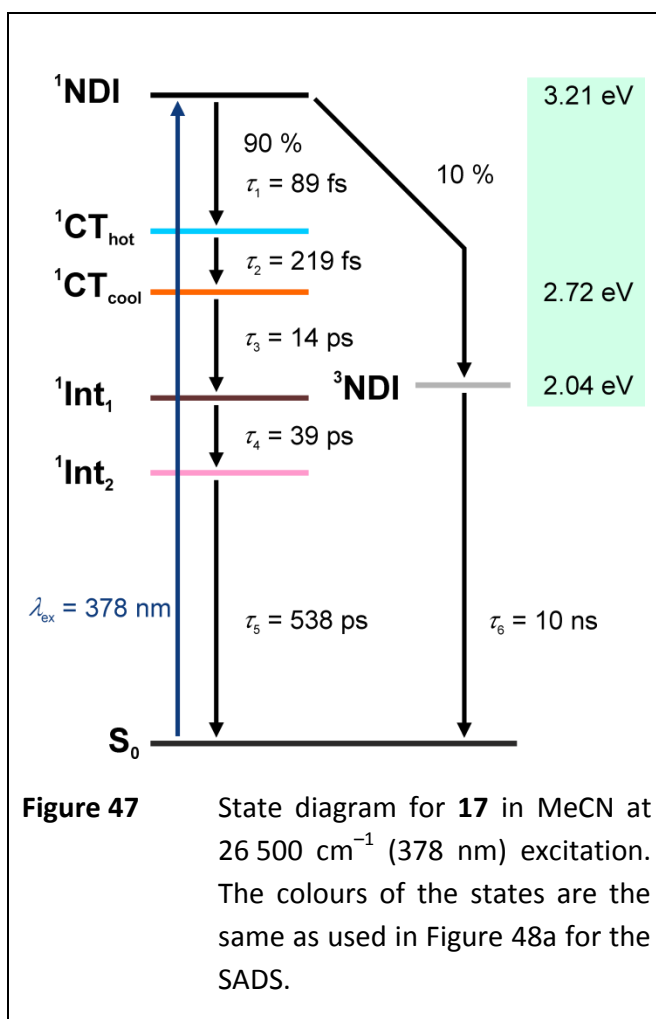 ¹NDI
3.21 eV
90 %
τ₁ = 89 fs
10 %
¹CT_hot
τ₂ = 219 fs
¹CT_cool
2.72 eV
τ₃ = 14 ps
³NDI
2.04 eV
¹Int₁
τ₄ = 39 ps
¹Int₂
λ_ex = 378 nm
τ₅ = 538 ps
τ₆ = 10 ns
S₀
Figure 47 State diagram for 17 in MeCN at
26 500 cm⁻¹ (378 nm) excitation.
The colours of the states are the
same as used in Figure 48a for the
SADS.